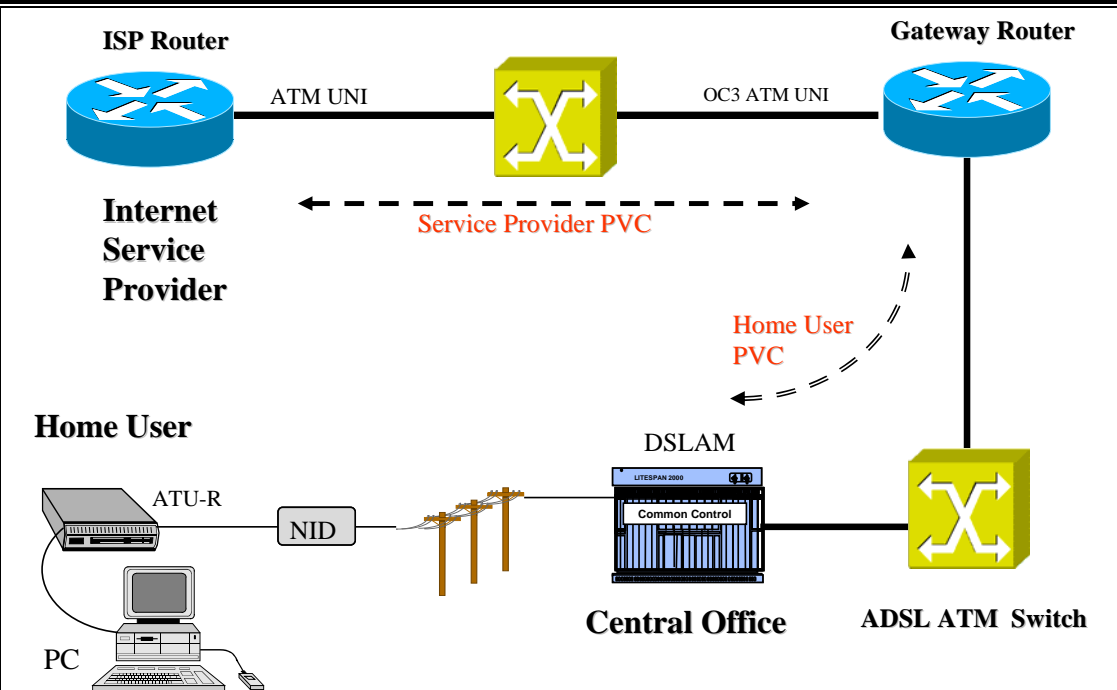 ISP Router
Gateway Router
ATM UNI
OC3 ATM UNI
Internet
Service
Provider
Service Provider PVC
Home User
PVC
Home User
DSLAM
LITESPAN 2000
Common Control
ATU-R
NID
Central Office
ADSL ATM Switch
PC